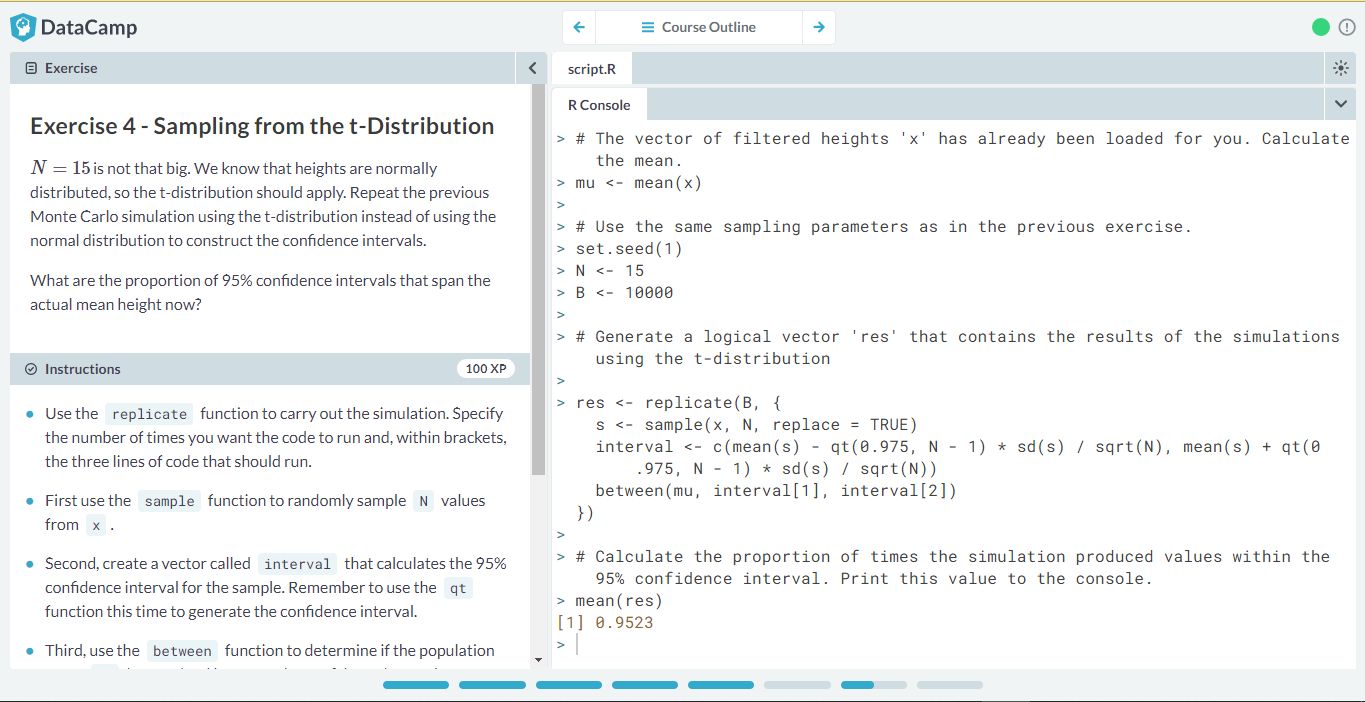 DataCamp
Course Outline
Exercise
Exercise 4 - Sampling from the t-Distribution
N = 15 is not that big. We know that heights are normally
distributed, so the t-distribution should apply. Repeat the previous
Monte Carlo simulation using the t-distribution instead of using the
normal distribution to construct the confidence intervals.
What are the proportion of 95% confidence intervals that span the
actual mean height now?
Instructions
100 XP
Use the replicate function to carry out the simulation. Specify
the number of times you want the code to run and, within brackets,
the three lines of code that should run.
First use the sample function to randomly sample N values
from x .
Second, create a vector called interval that calculates the 95%
confidence interval for the sample. Remember to use the qt
function this time to generate the confidence interval.
Third, use the between function to determine if the population
script.R
R Console
> # The vector of filtered heights 'x' has already been loaded for you. Calculate
the mean.
> mu <- mean(x)
>
> # Use the same sampling parameters as in the previous exercise.
> set.seed(1)
> N <- 15
> B <- 10000
>
> # Generate a logical vector 'res' that contains the results of the simulations
using the t-distribution
>
> res <- replicate(B, {
s <- sample(x, N, replace = TRUE)
interval <- c(mean(s) - qt(0.975, N - 1) * sd(s) / sqrt(N), mean(s) + qt(0
.975, N - 1) * sd(s) / sqrt(N))
between(mu, interval[1], interval[2])
})
>
> # Calculate the proportion of times the simulation produced values within the
95% confidence interval. Print this value to the console.
> mean(res)
[1] 0.9523
>